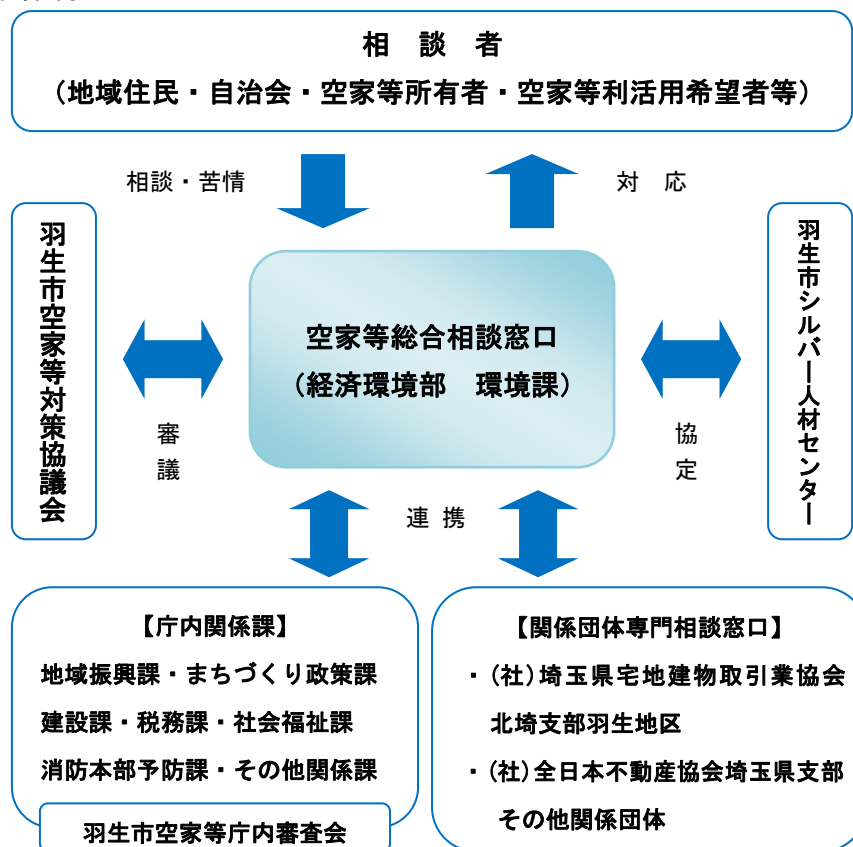 相　談　者
（地域住民・自治会・空家等所有者・空家等利活用希望者等）
相談・苦情
対　応
羽生市空家等対策協議会
審議
空家等総合相談窓口
（経済環境部　環境課）
協定
羽生市シルバー人材センター
連 携
【庁内関係課】
地域振興課・まちづくり政策課
建設課・税務課・社会福祉課
消防本部予防課・その他関係課
羽生市空家等庁内審査会
【関係団体専門相談窓口】
・(社)埼玉県宅地建物取引業協会
北埼支部羽生地区
・(社)全日本不動産協会埼玉県支部
その他関係団体